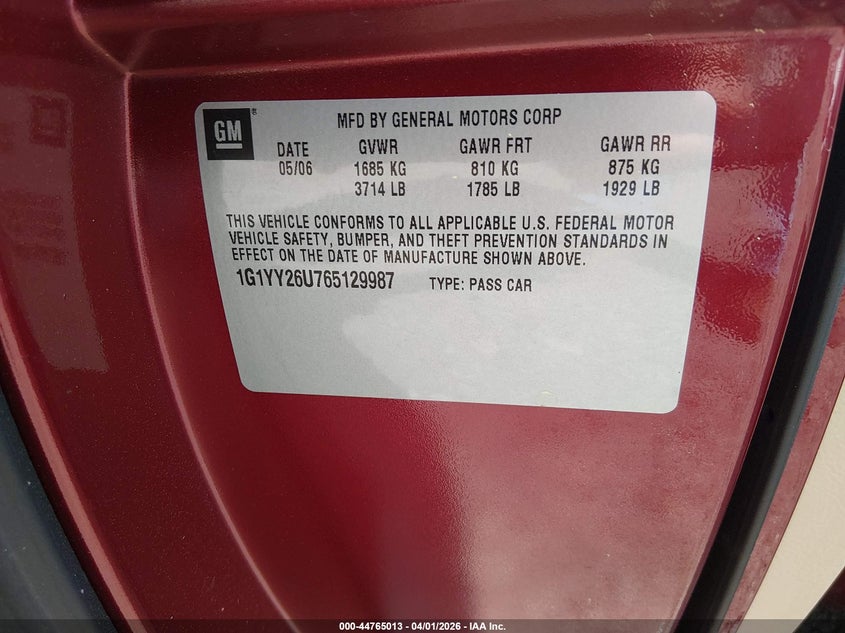 GM®
MFD BY GENERAL MOTORS CORP
DATE GVWR GAWR FRT GAWR RR
05/06 1685 KG 810 KG 875 KG
3714 LB 1785 LB 1929 LB
THIS VEHICLE CONFORMS TO ALL APPLICABLE U.S. FEDERAL MOTOR
VEHICLE SAFETY, BUMPER, AND THEFT PREVENTION STANDARDS IN
EFFECT ON THE DATE OF MANUFACTURE SHOWN ABOVE.
1G1YY26U765129987 TYPE: PASS CAR
000-44765013 - 04/01/2026 - IAA Inc.